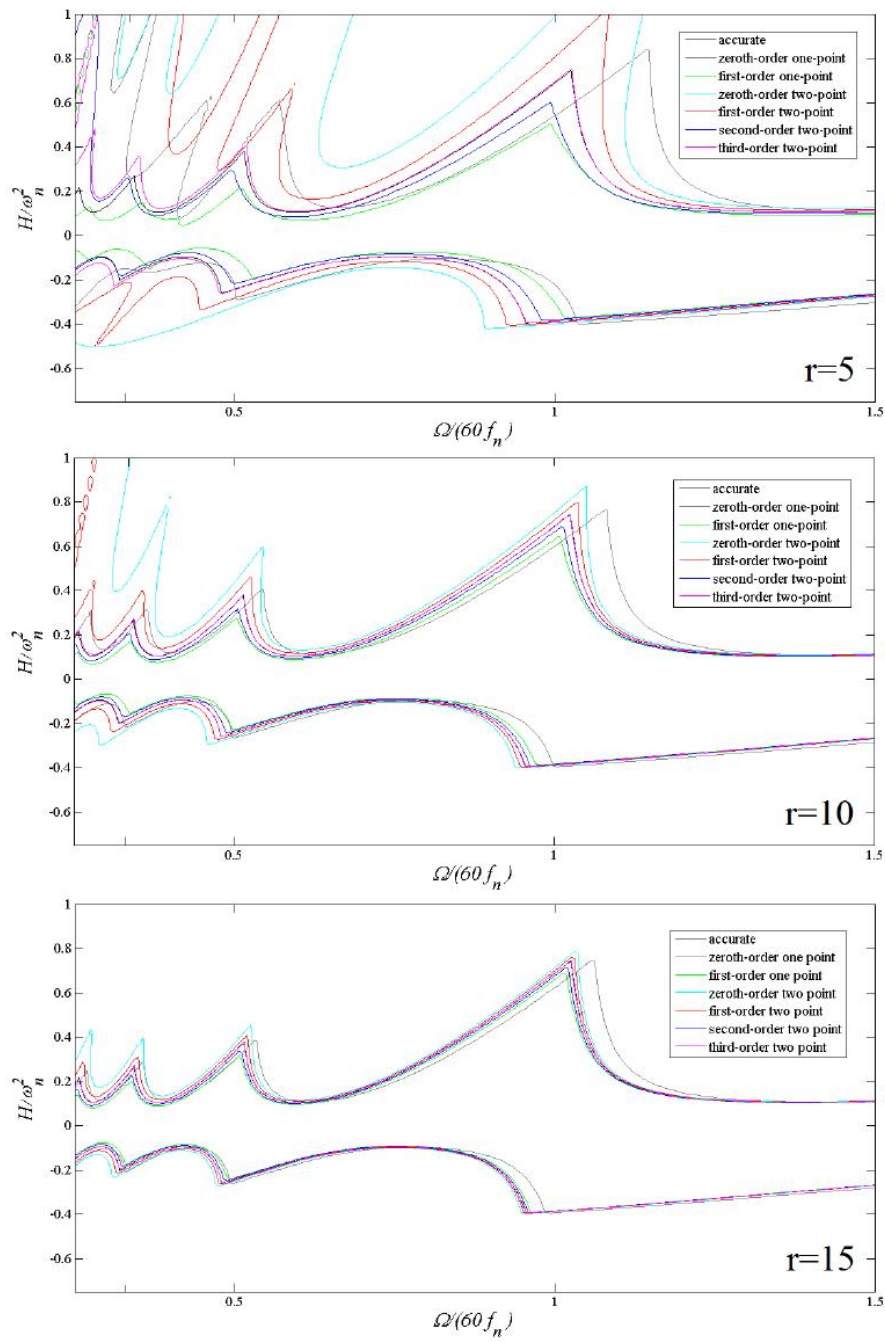 1
0.8
0.6
0.4
0.2
0
-0.2
-0.4
-0.6
H/ω²n
accurate
zeroth-order one-point
first-order one-point
zeroth-order two-point
first-order two-point
second-order two-point
third-order two-point
r=5
0.5 1 1.5
Ω/(60 fn)
1
0.8
0.6
0.4
0.2
0
-0.2
-0.4
-0.6
H/ω²n
accurate
zeroth-order one-point
first-order one-point
zeroth-order two-point
first-order two-point
second-order two-point
third-order two-point
r=10
0.5 1 1.5
Ω/(60 fn)
1
0.8
0.6
0.4
0.2
0
-0.2
-0.4
-0.6
H/ω²n
accurate
zeroth-order one point
first-order one point
zeroth-order two point
first-order two point
second-order two point
third-order two point
r=15
0.5 1 1.5
Ω/(60 fn)